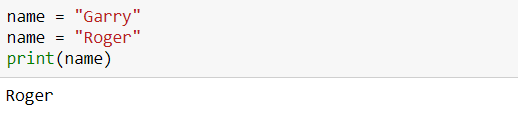 name = "Garry"
name = "Roger"
print(name)
Roger